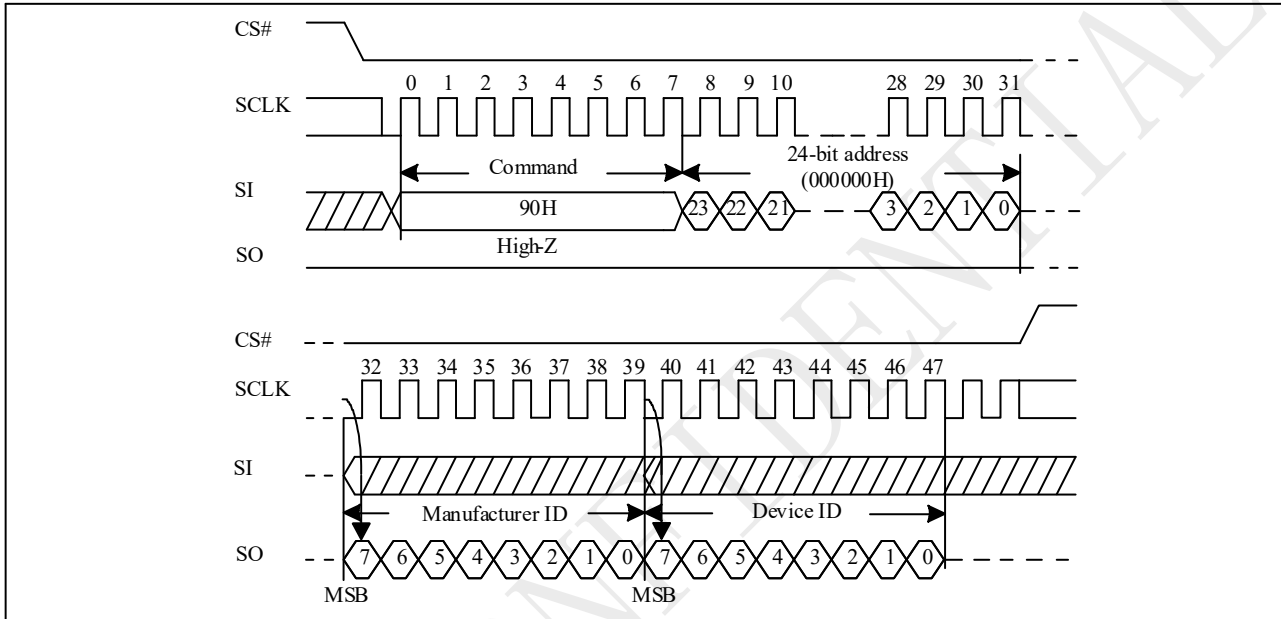 CS#
0 1 2 3 4 5 6 7 8 9 10 28 29 30 31
SCLK
Command 24-bit address
(000000H)
SI
90H 23 22 21 3 2 1 0
High-Z
SO
CS#
32 33 34 35 36 37 38 39 40 41 42 43 44 45 46 47
SCLK
SI
Manufacturer ID Device ID
SO 7 6 5 4 3 2 1 0 7 6 5 4 3 2 1 0
MSB MSB
NFIDENTIAL